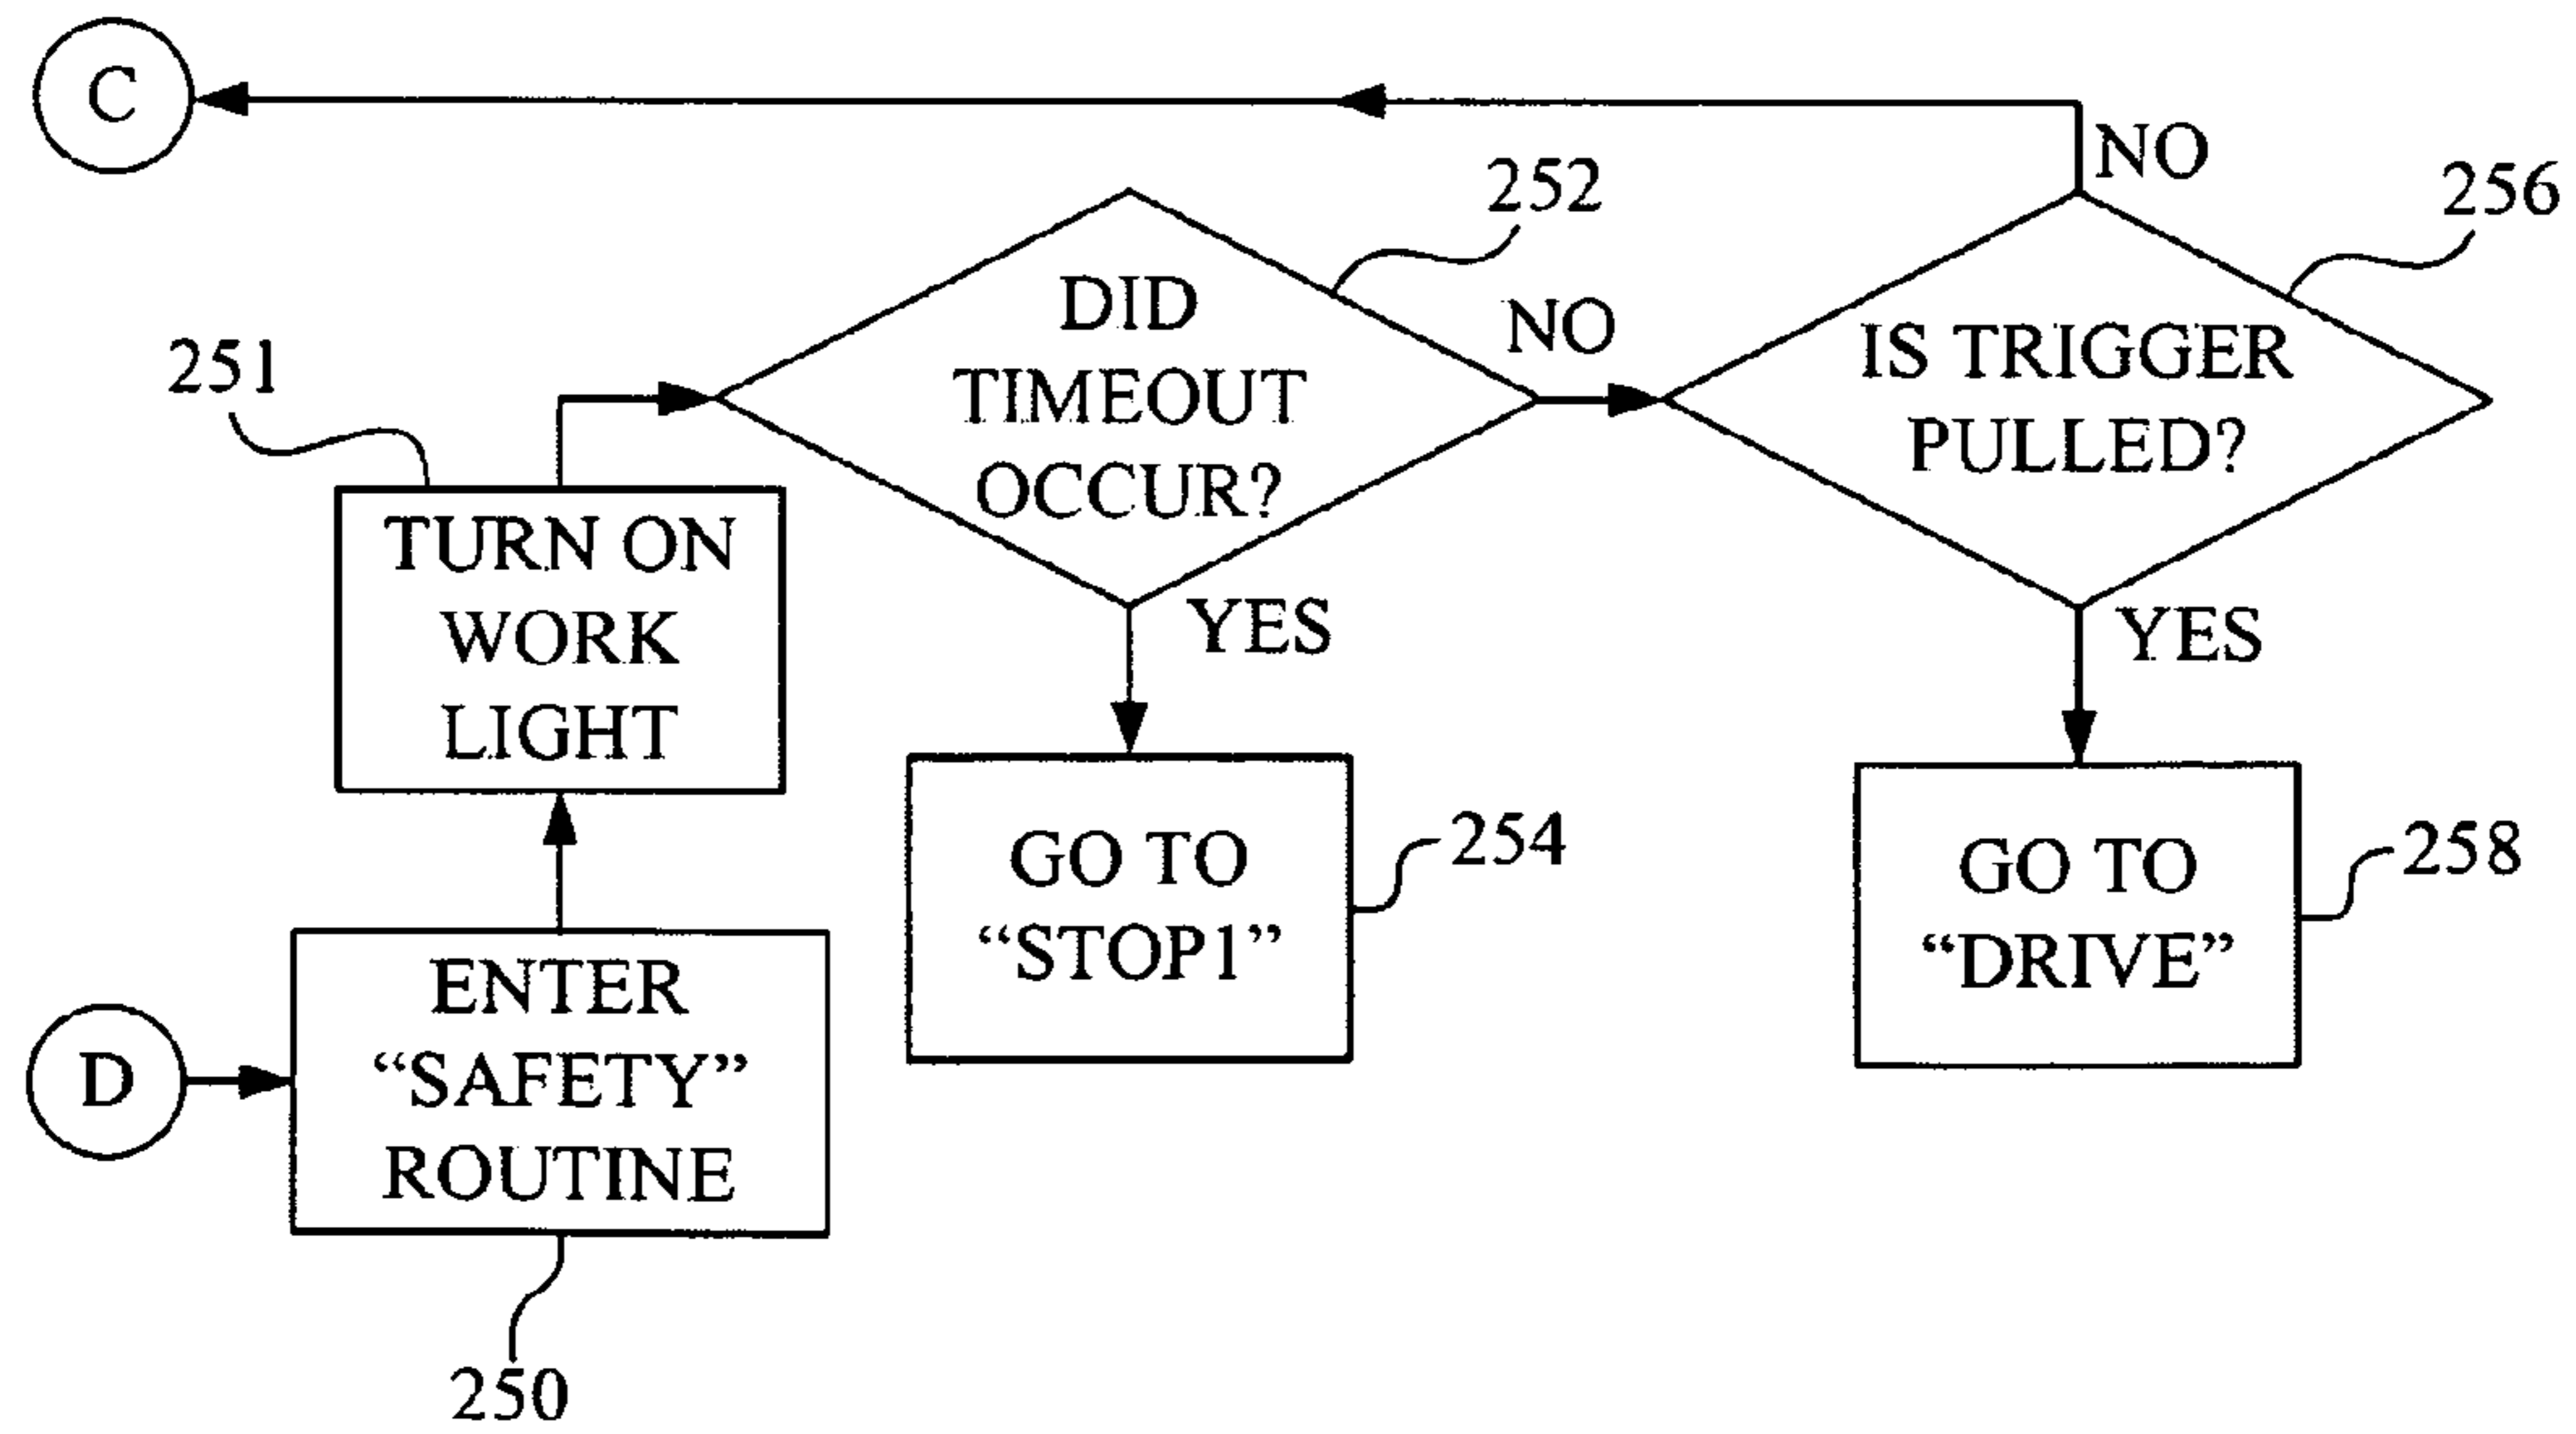 C
NO
252
256
DID
TIMEOUT
OCCUR?
NO
IS TRIGGER
PULLED?
251
TURN ON
WORK
LIGHT
YES
YES
GO TO
“STOP1”
254
GO TO
“DRIVE”
258
D
ENTER
“SAFETY”
ROUTINE
250